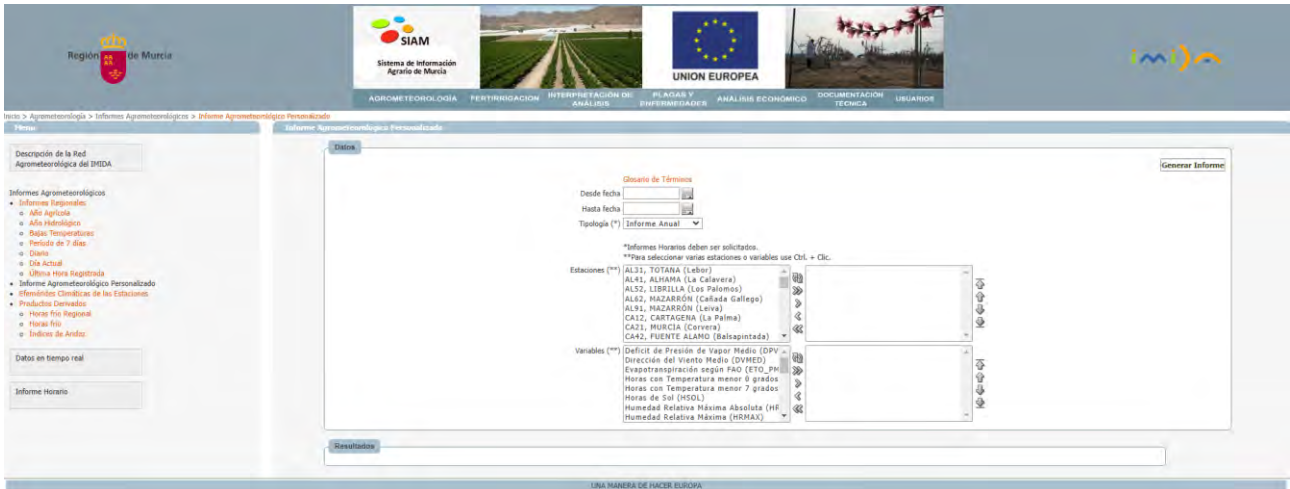 Región de Murcia
SIAM
Sistema de Información
Agrario de Murcia
UNION EUROPEA
imida
AGROMETEOROLOGÍA FERTIRRIGACIÓN INTERPRETACIÓN DE ANÁLISIS PLAGAS Y ENFERMEDADES ANÁLISIS ECONÓMICO DOCUMENTACIÓN TÉCNICA USUARIOS
Inicio > Agrometeorología > Informes Agrometeorológicos > Informe Agrometeorológico Personalizado
Menu
Informe Agrometeorológico Personalizado
Descripción de la Red
Agrometeorológica del IMIDA
Informes Agrometeorológicos
Informes Regionales
Año Agrícola
Año Hidrológico
Bajas Temperaturas
Período de 7 días
Diario
Día Actual
Última Hora Registrada
Informe Agrometeorológico Personalizado
Efemérides Climáticas de las Estaciones
Productos Derivados
Horas frío Regional
Horas frío
Índices de Aridez
Datos en tiempo real
Informe Horario
Datos
Generar Informe
Glosario de Términos
Desde fecha
Hasta fecha
Tipología (*) Informe Anual
*Informes Horarios deben ser solicitados.
**Para selecionar varias estaciones o variables use Ctrl. + Clic.
Estaciones (**)
AL31, TOTANA (Lebor)
AL41, ALHAMA (La Calavera)
AL52, LIBRILLA (Los Palomos)
AL62, MAZARRÓN (Cañada Gallego)
AL91, MAZARRÓN (Leiva)
CA12, CARTAGENA (La Palma)
CA21, MURCIA (Corvera)
CA42, FUENTE ALAMO (Balsapintada)
Variables (**)
Deficit de Presión de Vapor Medio (DPV
Dirección del Viento Medio (DVMED)
Evapotranspiración según FAO (ETO_PM
Horas con Temperatura menor 0 grados
Horas con Temperatura menor 7 grados
Horas de Sol (HSOL)
Humedad Relativa Máxima Absoluta (HR
Humedad Relativa Máxima (HRMAX)
Resultados
UNA MANERA DE HACER EUROPA